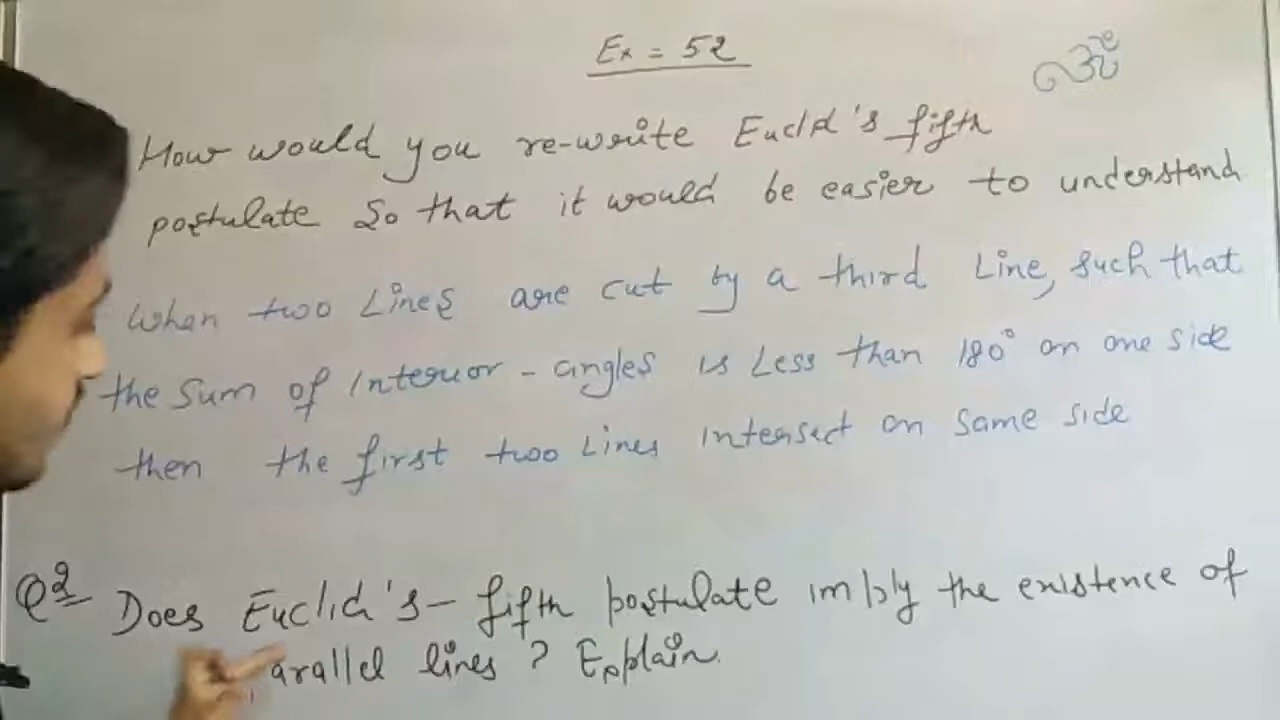 Ex = 52
ॐ
How would you re-write Euclid's fifth
postulate So that it would be easier to understand
when two Lines are cut by a third Line, such that
the sum of Interior - angles is Less than 180° on one side
then the first two Lines intersect on same side
Q2 Does Euclid's - fifth postulate imply the existence of
arallel lines ? Explain.